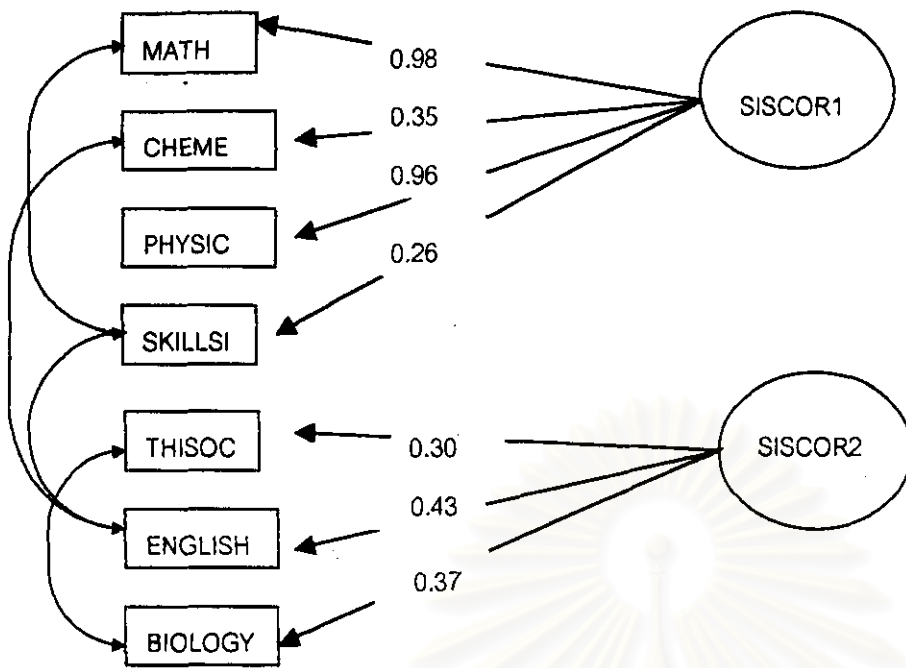 MATH
0.98
SISCOR1
CHEME
0.35
PHYSIC
0.96
SKILLSI
0.26
THISOC
0.30
SISCOR2
ENGLISH
0.43
BIOLOGY
0.37